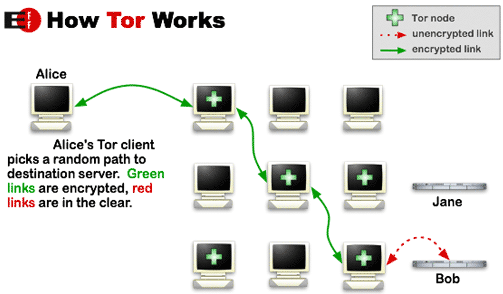 EFF How Tor Works
Tor node
unencrypted link
encrypted link
Alice
Alice's Tor client
picks a random path to
destination server. Green
links are encrypted, red
links are in the clear.
Jane
Bob